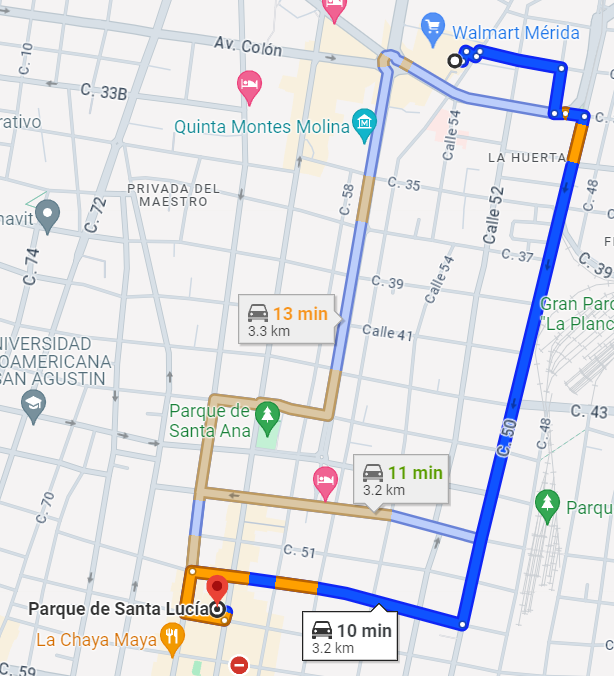 Walmart Mérida
C. 10
Av. Colón
C. 33B
rativo
Quinta Montes Molina
Calle 54
C.
LA HUERTA
C. 35
PRIVADA DEL
MAESTRO
C. 58
C. 48
C. 72
Calle 52
navit
C. 37
F
C. 74
C. 39
Calle 54
C. 39
13 min
3.3 km
Gran Parq
"La Planc
Calle 41
NIVERSIDAD
OAMERICANA
SAN AGUSTIN
Parque de
Santa Ana
C. 43
C. 50
C. 48
11 min
3.2 km
C. 70
Parqu
C. 51
Parque de Santa Lucía
10 min
3.2 km
La Chaya Maya
C. 59